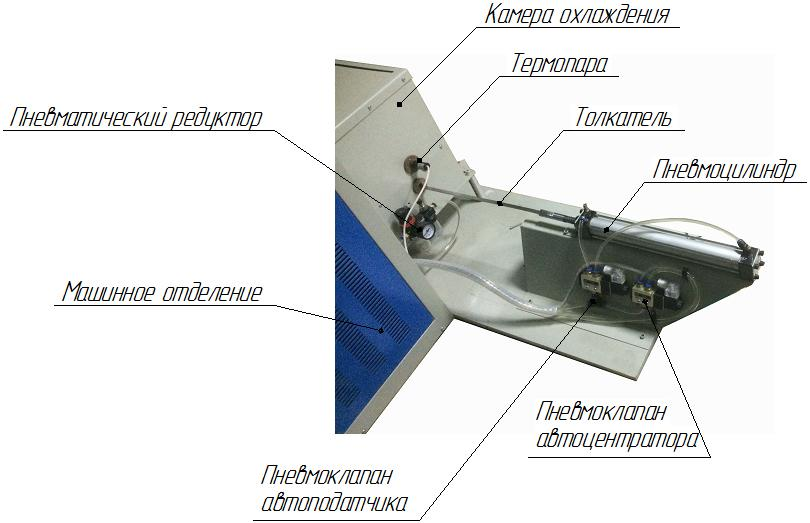 Камера охлаждения
Термопара
Пневматический редуктор
Толкатель
Пневмоцилиндр
Машинное отделение
Пневмоклапан
автоцентратора
Пневмоклапан
автоподатчика